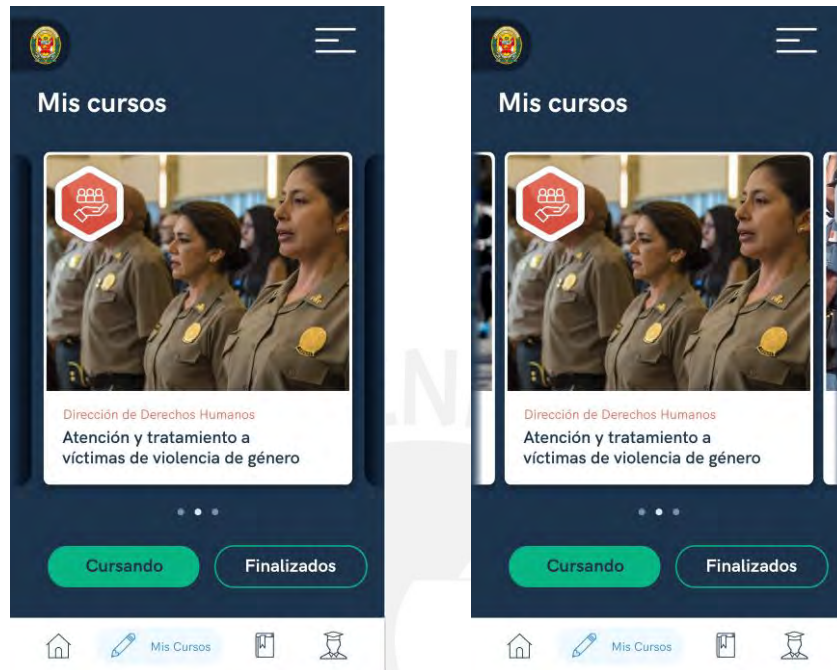 Mis cursos
Dirección de Derechos Humanos
Atención y tratamiento a
víctimas de violencia de género
Cursando
Finalizados
Mis Cursos
Mis cursos
Dirección de Derechos Humanos
Atención y tratamiento a
víctimas de violencia de género
Cursando
Finalizados
Mis Cursos